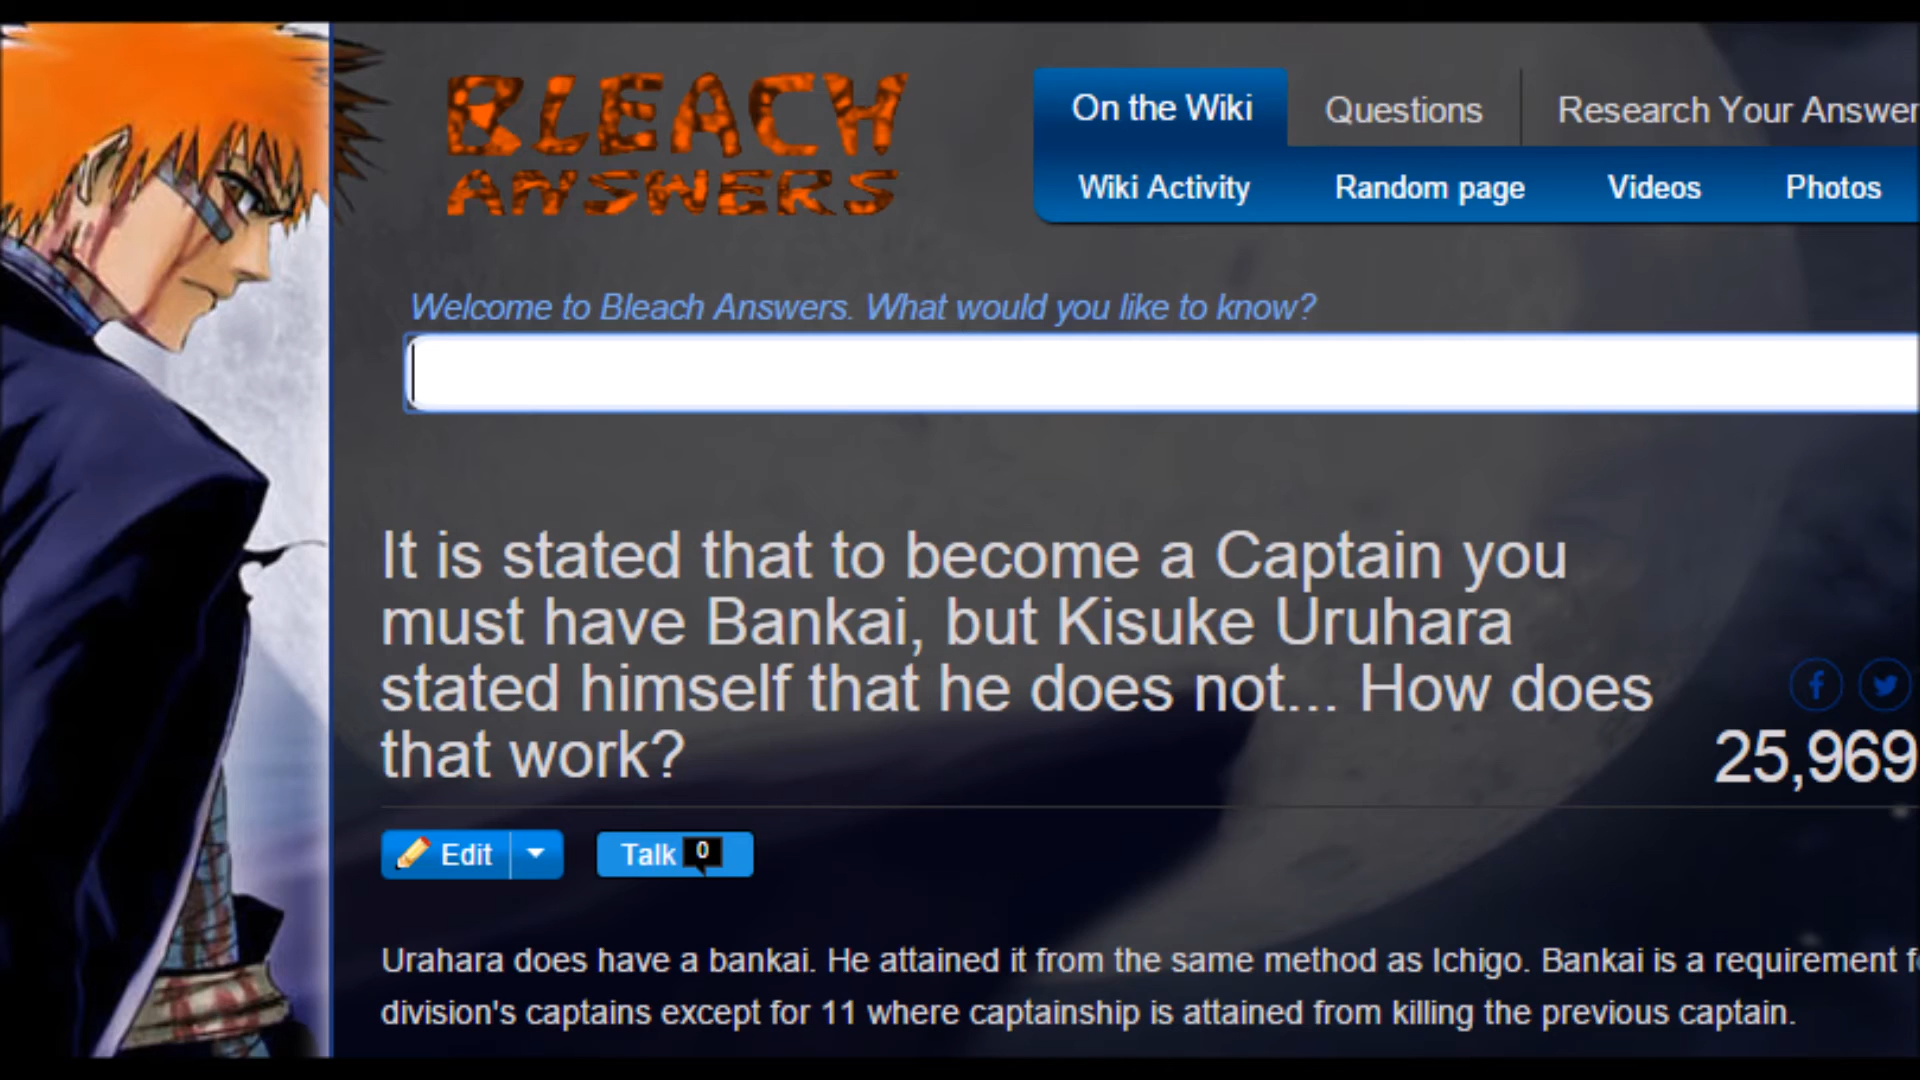 BLEACH
ANSWERS
On the Wiki
Questions
Research Your Answer
Wiki Activity
Random page
Videos
Photos
Welcome to Bleach Answers. What would you like to know?
It is stated that to become a Captain you
must have Bankai, but Kisuke Uruhara
stated himself that he does not... How does
that work?
25,969
Edit
Talk 0
Urahara does have a bankai. He attained it from the same method as Ichigo. Bankai is a requirement
division's captains except for 11 where captainship is attained from killing the previous captain.